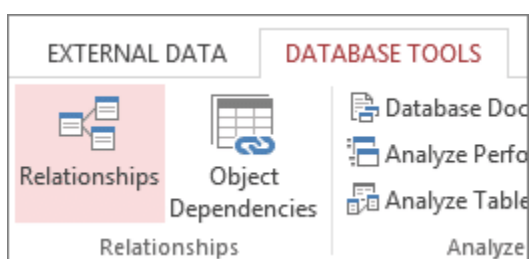 EXTERNAL DATA
DATABASE TOOLS
Relationships
Object
Dependencies
Relationships
Database Doc
Analyze Perfo
Analyze Table
Analyze